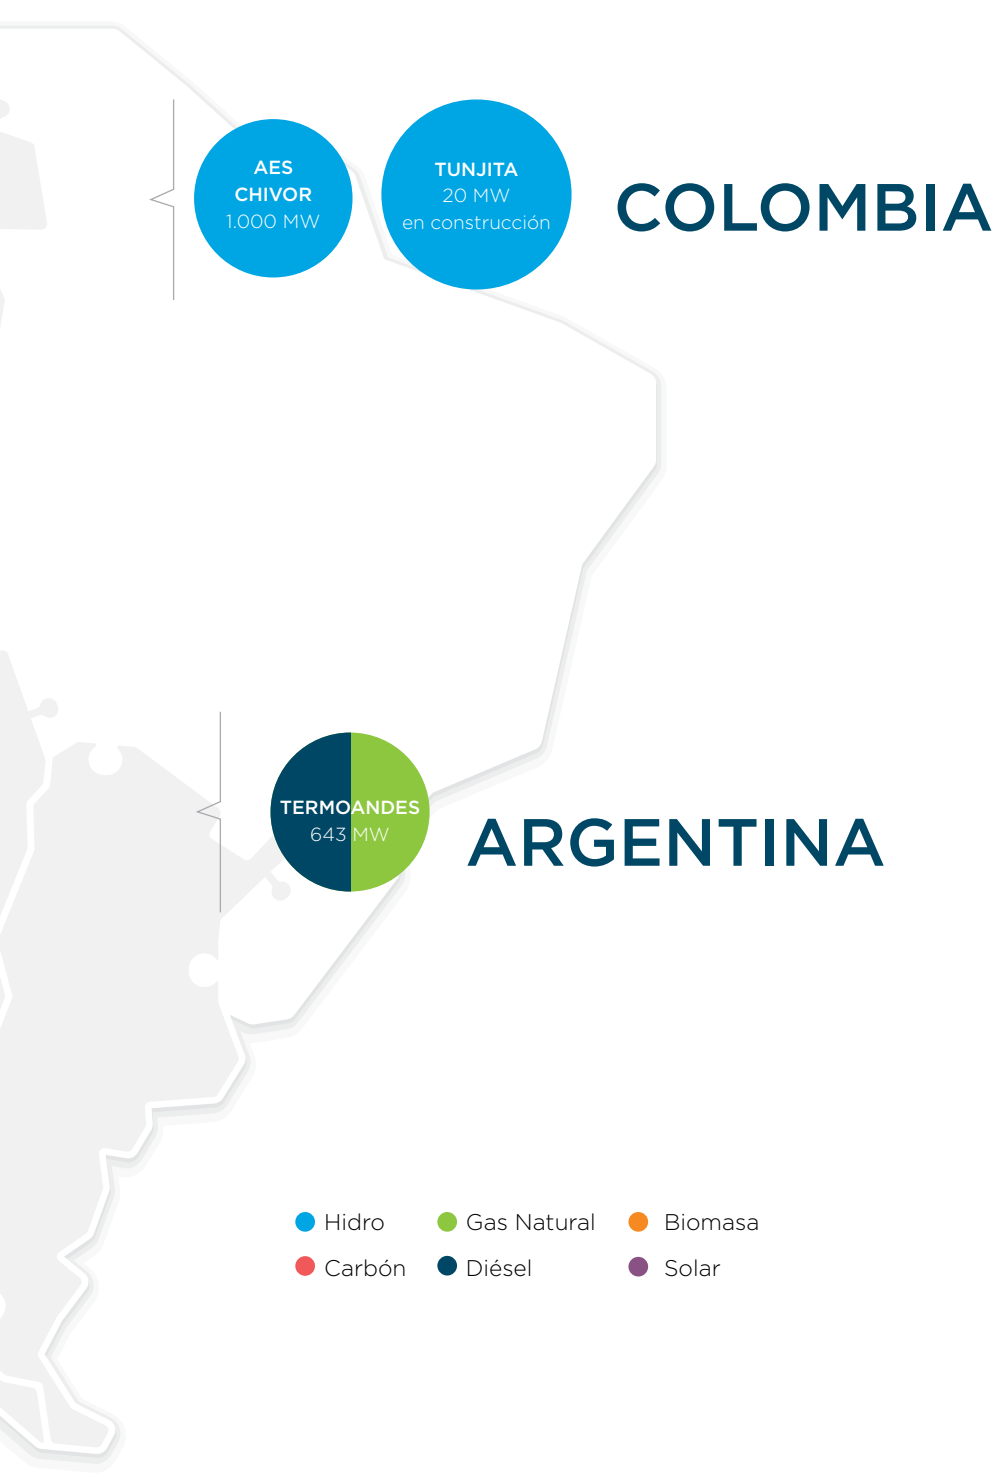 AES
CHIVOR
1.000 MW
TUNJITA
20 MW
en construcción
COLOMBIA
TERMOANDES
643 MW
ARGENTINA
Hidro
Gas Natural
Biomasa
Carbón
Diésel
Solar